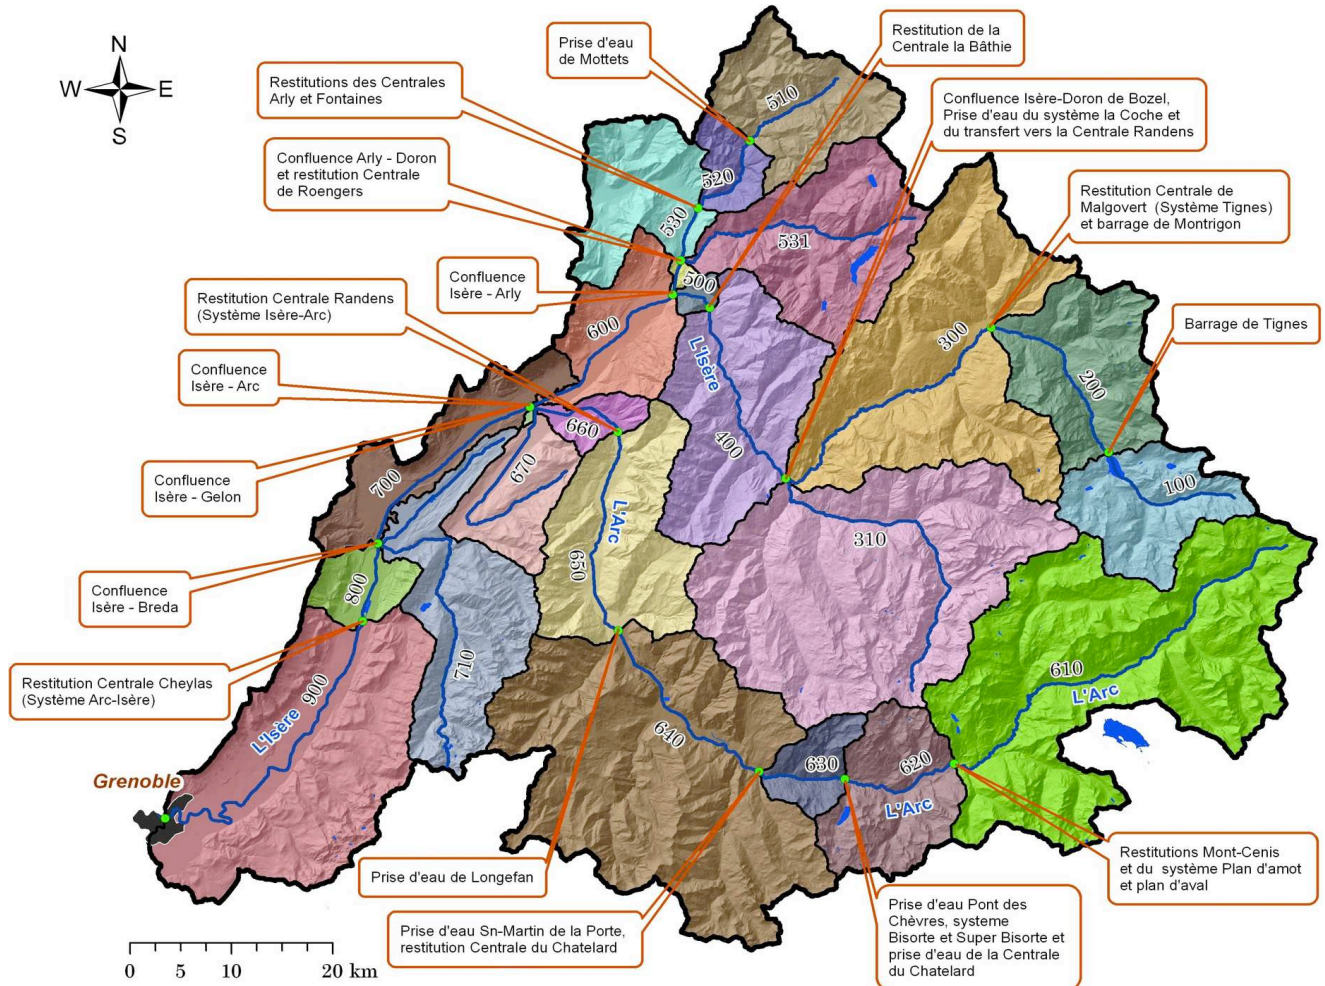 N
W
E
S
Prise d'eau
de Mottets
Restitution de la
Centrale la Bâthie
Restitutions des Centrales
Arly et Fontaines
Confluence Isère-Doron de Bozel,
Prise d'eau du système la Coche et
du transfert vers la Centrale Randens
Confluence Arly - Doron
et restitution Centrale
de Roengers
Restitution Centrale de
Malgovert (Système Tignes)
et barrage de Montrigon
Confluence
Isère - Arly
Restitution Centrale Randens
(Système Isère-Arc)
Barrage de Tignes
Confluence
Isère - Arc
Confluence
Isère - Gelon
Confluence
Isère - Breda
Restitution Centrale Cheylas
(Système Arc-Isère)
510
520
530
531
500
600
L'Isère
300
200
400
660
670
700
100
L'Arc
650
310
800
710
610
L'Arc
900
L'Isère
640
630
620
L'Arc
Grenoble
Prise d'eau de Longefan
Prise d'eau Sn-Martin de la Porte,
restitution Centrale du Chatelard
Prise d'eau Pont des
Chèvres, systeme
Bisorte et Super Bisorte et
prise d'eau de la Centrale
du Chatelard
Restitutions Mont-Cenis
et du système Plan d'amot
et plan d'aval
0 5 10 20 km